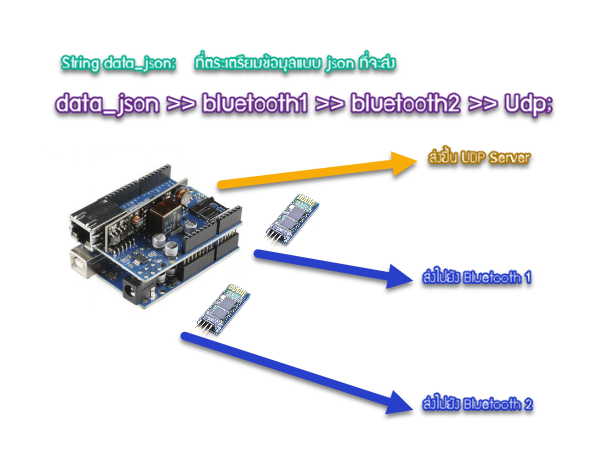 String data_json;    ที่ตระเตรียมข้อมูลแบบ json ที่จะส่ง
data_json >> bluetooth1 >> bluetooth2 >> Udp;
ส่งขึ้น UDP Server
ส่งไปยัง Bluetooth 1
ส่งไปยัง Bluetooth 2